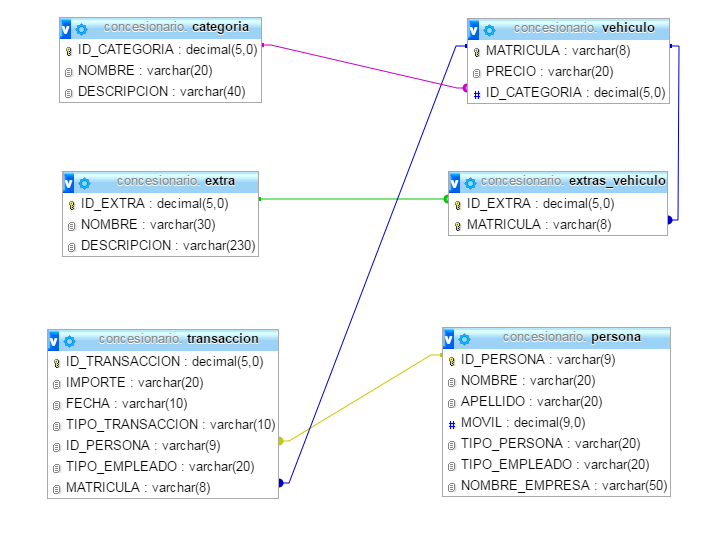 concesionario. categoria
ID_CATEGORIA : decimal(5,0)
NOMBRE : varchar(20)
DESCRIPCION : varchar(40)
concesionario. vehiculo
MATRICULA : varchar(8)
PRECIO : varchar(20)
# ID_CATEGORIA : decimal(5,0)
concesionario. extra
ID_EXTRA : decimal(5,0)
NOMBRE : varchar(30)
DESCRIPCION : varchar(230)
concesionario. extras_vehiculo
ID_EXTRA : decimal(5,0)
MATRICULA : varchar(8)
concesionario. transaccion
ID_TRANSACCION : decimal(5,0)
IMPORTE : varchar(20)
FECHA : varchar(10)
TIPO_TRANSACCION : varchar(10)
ID_PERSONA : varchar(9)
TIPO_EMPLEADO : varchar(20)
MATRICULA : varchar(8)
concesionario. persona
ID_PERSONA : varchar(9)
NOMBRE : varchar(20)
APELLIDO : varchar(20)
# MOVIL : decimal(9,0)
TIPO_PERSONA : varchar(20)
TIPO_EMPLEADO : varchar(20)
NOMBRE_EMPRESA : varchar(50)